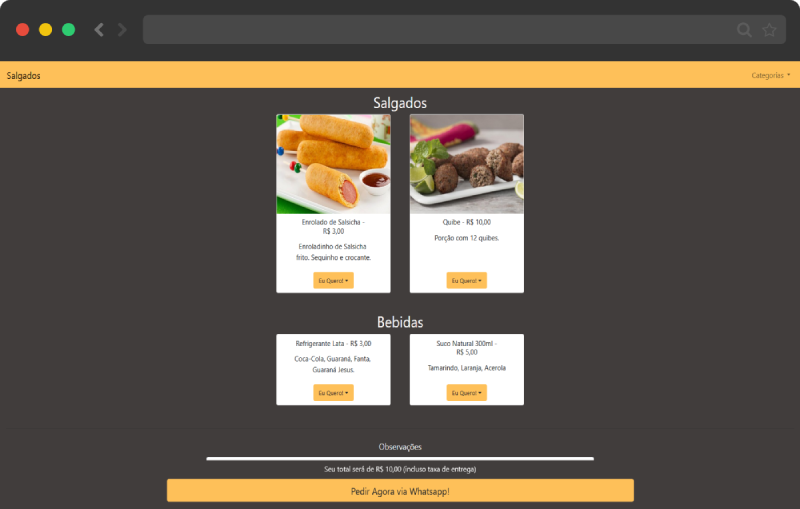 Salgados
Categorias
Salgados
Enrolado de Salsicha -
R$ 3,00
Enroladinho de Salsicha
frito. Sequinho e crocante.
Eu Quero!
Quibe - R$ 10,00
Porção com 12 quibes.
Eu Quero!
Bebidas
Refrigerante Lata - R$ 3,00
Coca-Cola, Guaraná, Fanta,
Guaraná Jesus.
Eu Quero!
Suco Natural 300ml -
R$ 5,00
Tamarindo, Laranja, Acerola
Eu Quero!
Observações
Seu total será de R$ 10,00 (incluso taxa de entrega)
Pedir Agora via Whatsapp!